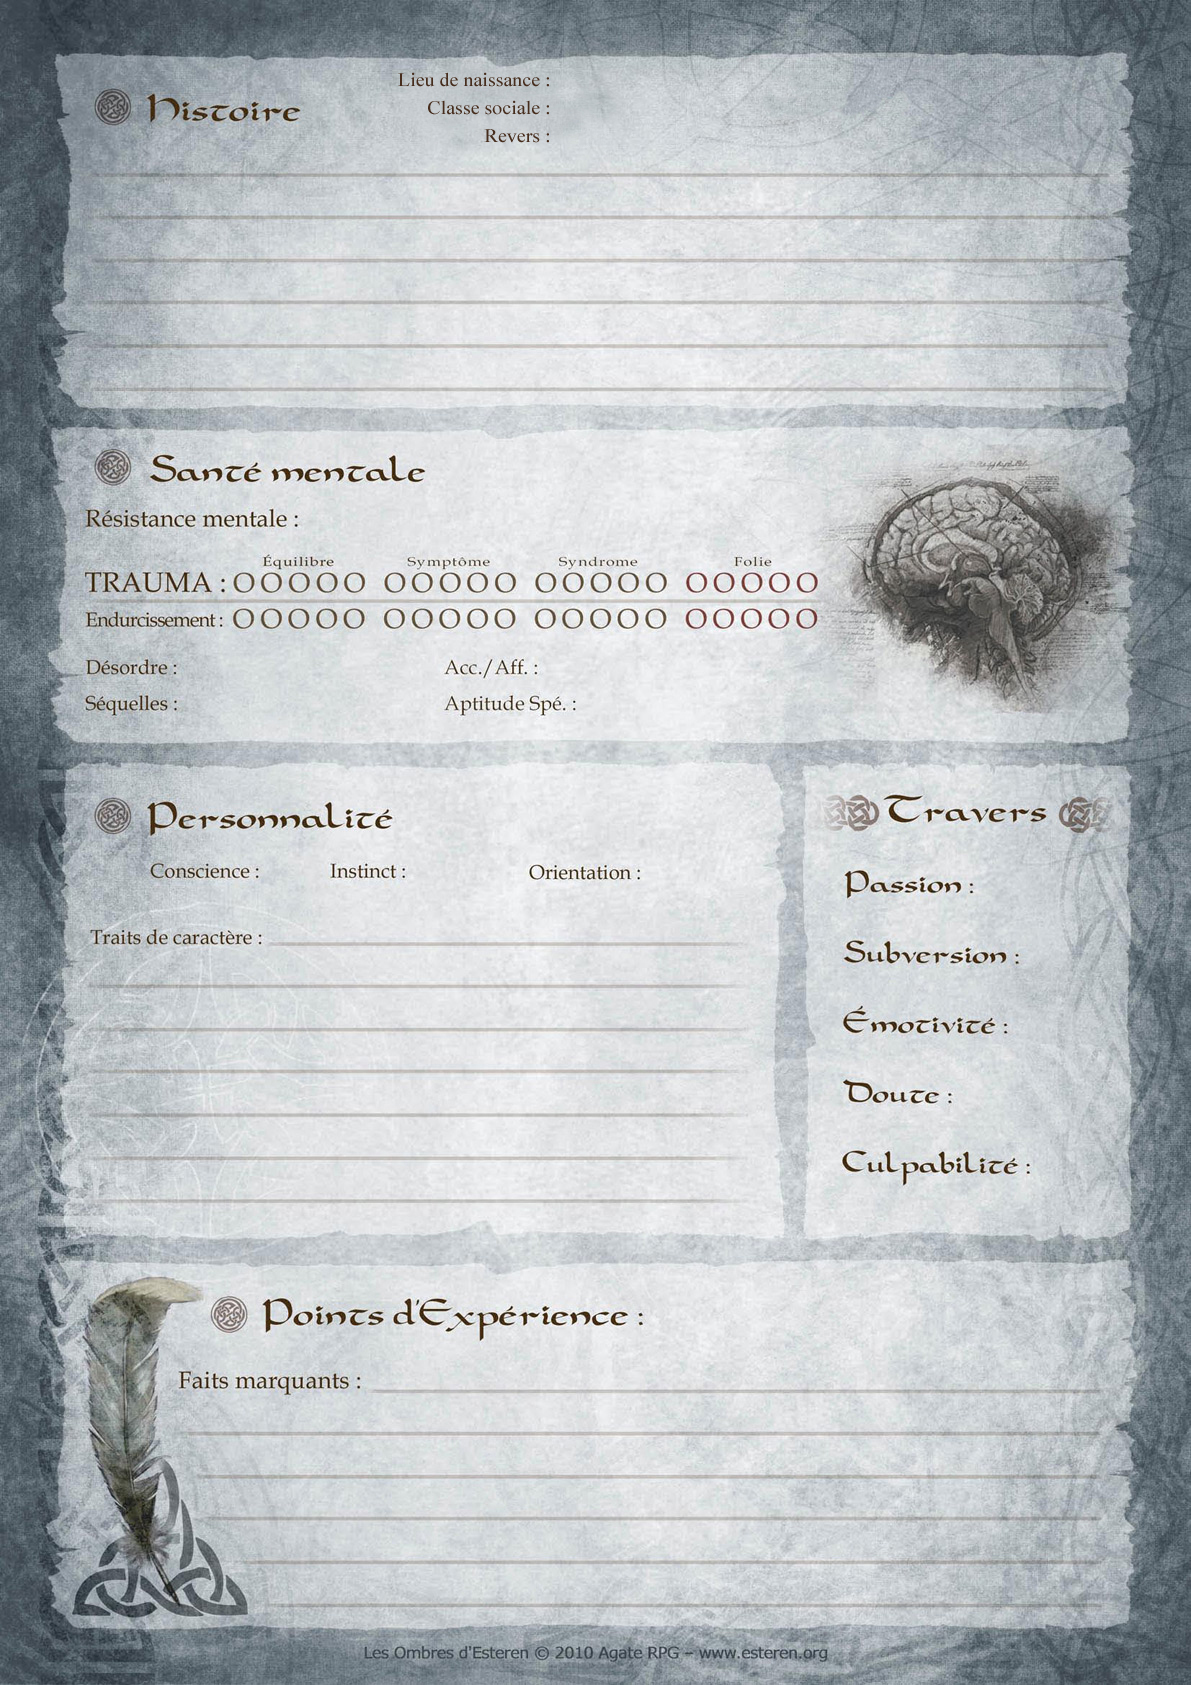 Histoire
Lieu de naissance :
Classe sociale :
Revers :
Santé mentale
Résistance mentale :
Équilibre Symptôme Syndrome Folie
TRAUMA : O O O O O O O O O O O O O O O O O O O O
Endurcissement : O O O O O O O O O O O O O O O O O O O O
Désordre : Acc./Aff. :
Séquelles : Aptitude Spé. :
Personnalité
Conscience : Instinct : Orientation :
Traits de caractère :
Travers
Passion :
Subversion :
Émotivité :
Doute :
Culpabilité :
Points d'Expérience :
Faits marquants :
Les Ombres d'Esteren © 2010 Agate RPG – www.esteren.org